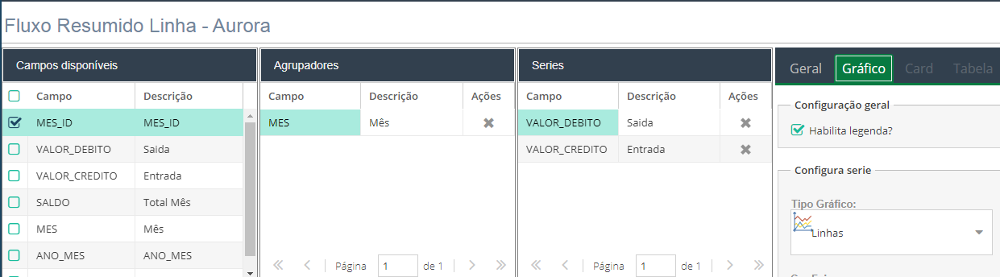 Fluxo Resumido Linha - Aurora
Campos disponíveis
Campo Descrição
MES_ID MES_ID
VALOR_DEBITO Saida
VALOR_CREDITO Entrada
SALDO Total Mês
MES Mês
ANO_MES ANO_MES
Agrupadores
Campo Descrição Ações
MES Mês
Página 1 de 1
Series
Campo Descrição Ações
VALOR_DEBITO Saida
VALOR_CREDITO Entrada
Página 1 de 1
Geral Gráfico Card Tabela
Configuração geral
Habilita legenda?
Configura serie
Tipo Gráfico:
Linhas